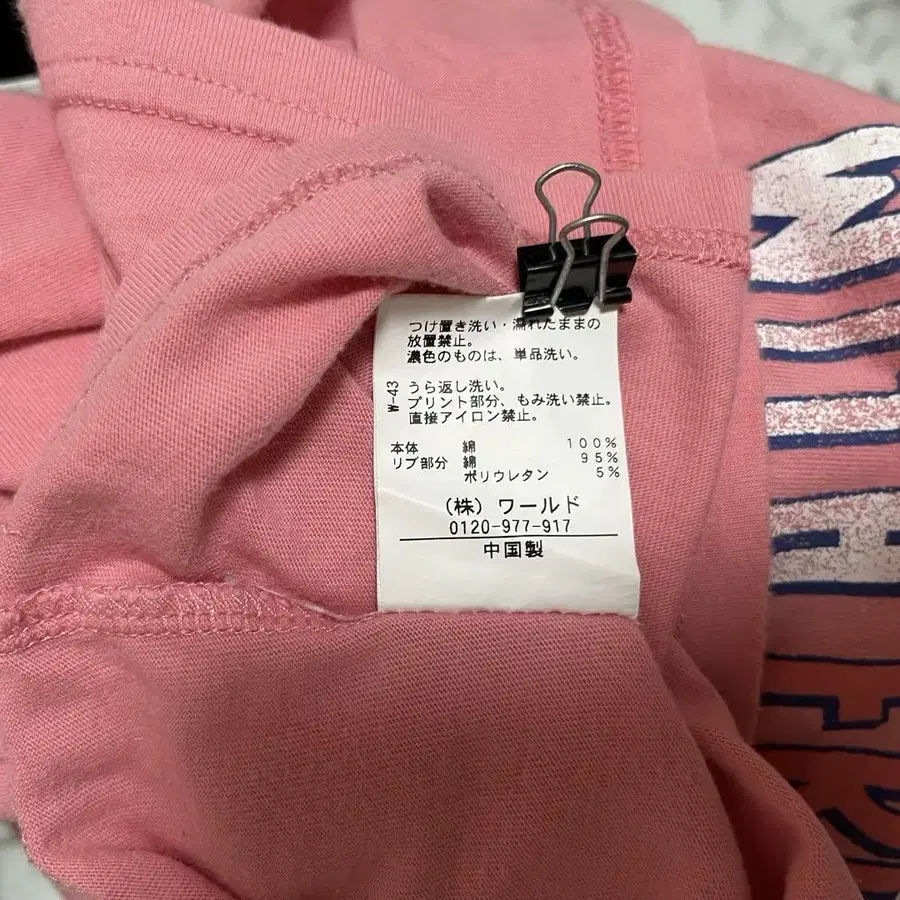 つけ置き洗い・濡れたままの
放置禁止。
濃色のものは、単品洗い。
W-43
うら返し洗い。
プリント部分、もみ洗い禁止。
直接アイロン禁止。
本体 綿 100%
リブ部分 綿 95%
ポリウレタン 5%
(株) ワールド
0120-977-917
中国製